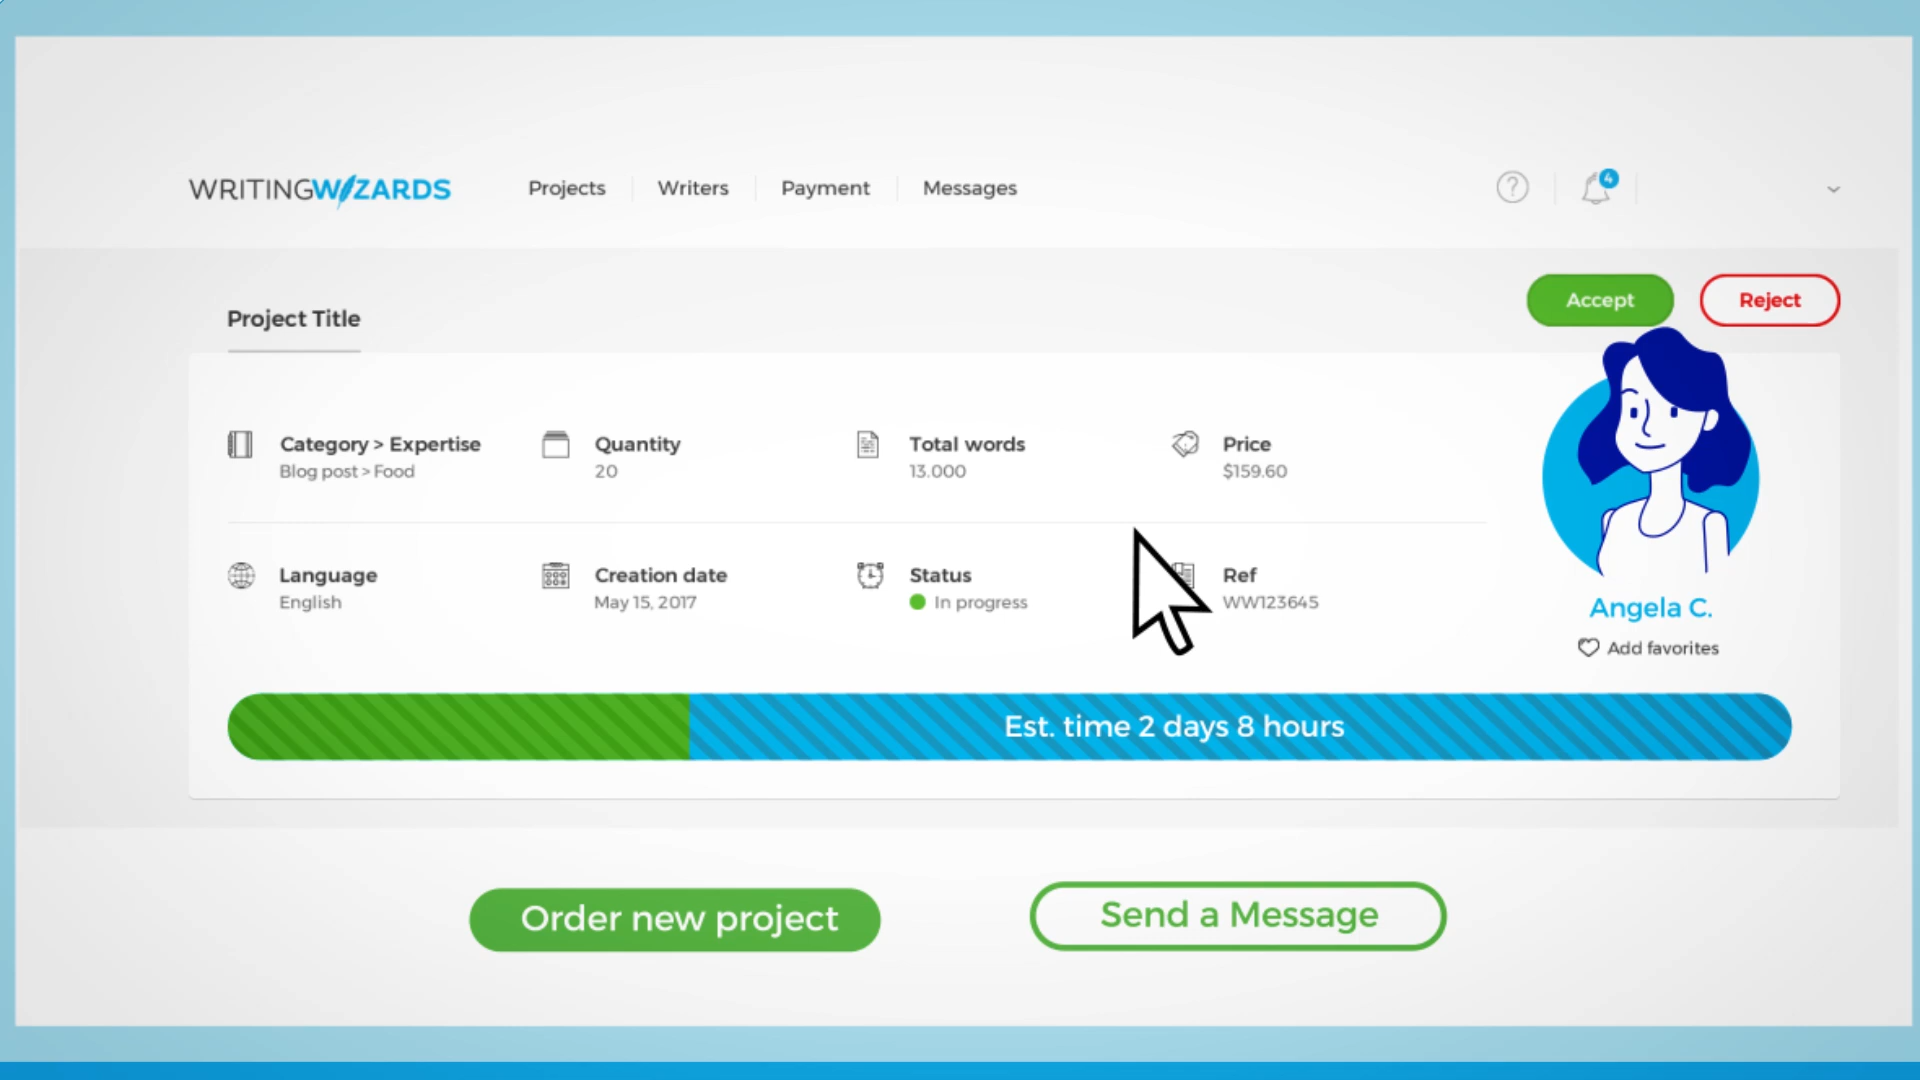 WRITINGWIZARDS
Projects Writers Payment Messages
? 4
Accept Reject
Project Title
Category > Expertise Quantity Total words Price
Blog post > Food 20 13.000 $159.60
Language Creation date Status Ref
English May 15, 2017 In progress WW123645
Angela C.
Add favorites
Est. time 2 days 8 hours
Order new project Send a Message